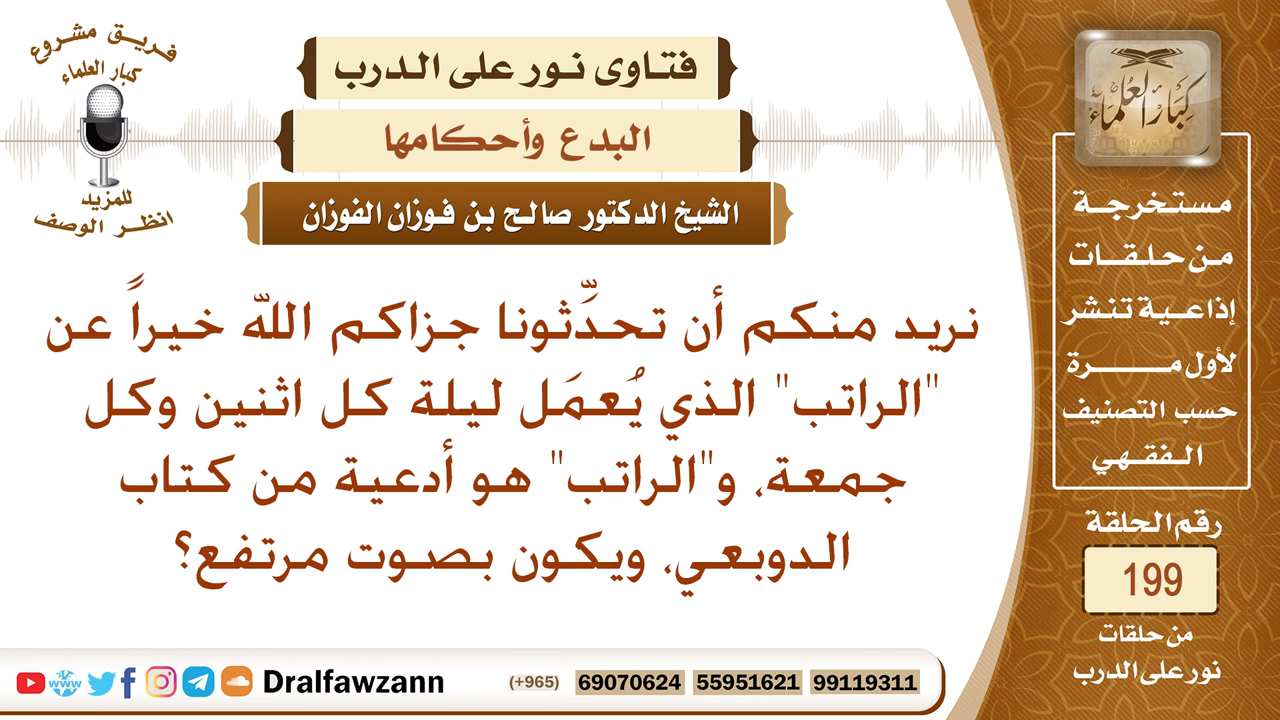 فريق مشروع
كبار العلماء
للمزيد
انظر الوصف
فتاوى نور على الدرب
البدع وأحكامها
الشيخ الدكتور صالح بن فوزان الفوزان
نريد منكم أن تحدِّثونا جزاكم الله خيراً عن
"الراتب" الذي يُعمَل ليلة كل اثنين وكل
جمعة، و"الراتب" هو أدعية من كتاب
الدوبعي، ويكون بصوت مرتفع؟
كبار العلماء
مستخرجة
من حلقات
إذاعية تنشر
لأول مرة
حسب التصنيف
الفقهي
رقم الحلقة
199
من حلقات
نور على الدرب
www
Dralfawzann
(+965) 69070624 55951621 99119311